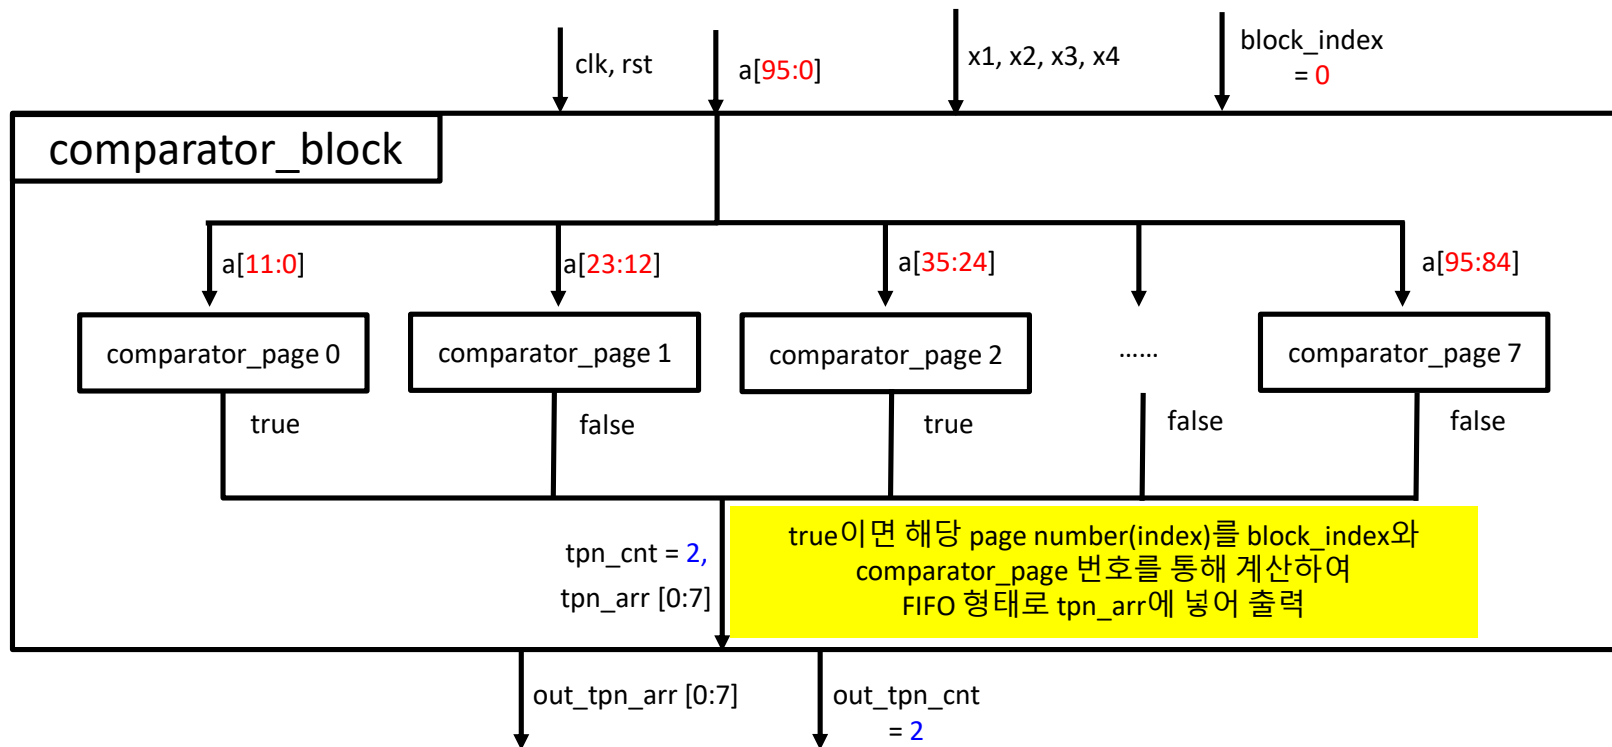 clk, rst
a[95:0]
x1, x2, x3, x4
block_index
= 0
comparator_block
a[11:0]
a[23:12]
a[35:24]
a[95:84]
comparator_page 0
comparator_page 1
comparator_page 2
......
comparator_page 7
true
false
true
false
false
tpn_cnt = 2,
tpn_arr [0:7]
true이면 해당 page number(index)를 block_index와
comparator_page 번호를 통해 계산하여
FIFO 형태로 tpn_arr에 넣어 출력
out_tpn_arr [0:7]
out_tpn_cnt
= 2